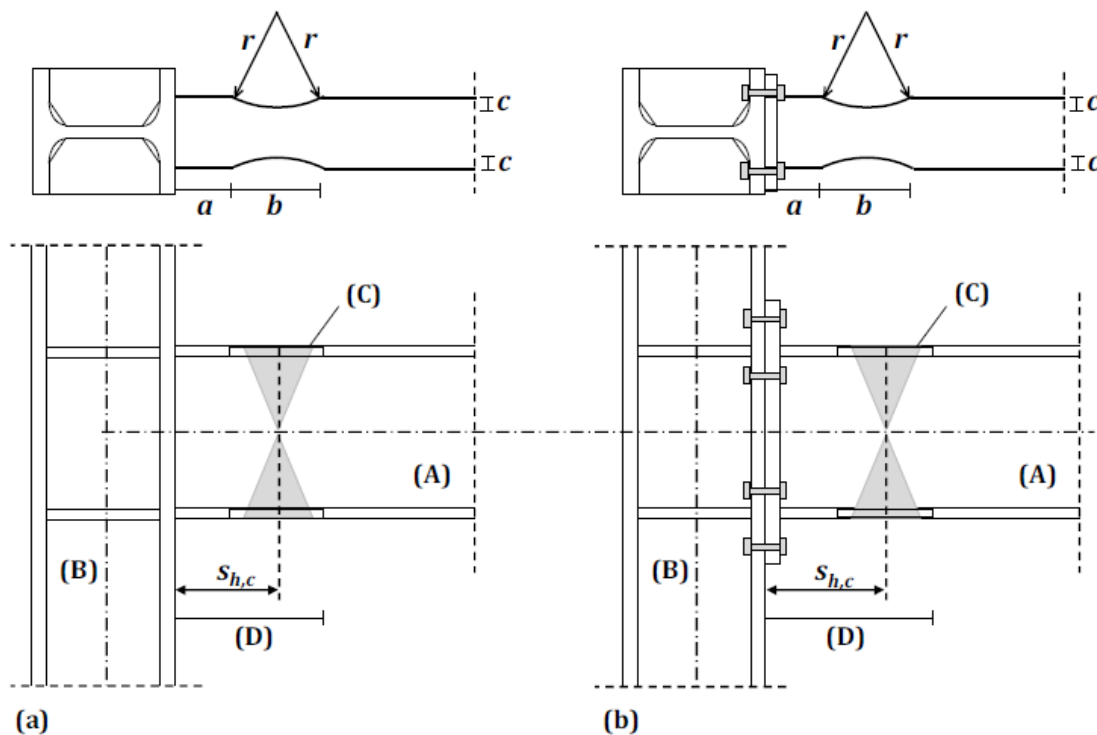 r r r r
c c
c c
a b a b
(C) (C)
(A) (A)
(B) (B)
s_{h,c} s_{h,c}
(D) (D)
(a) (b)